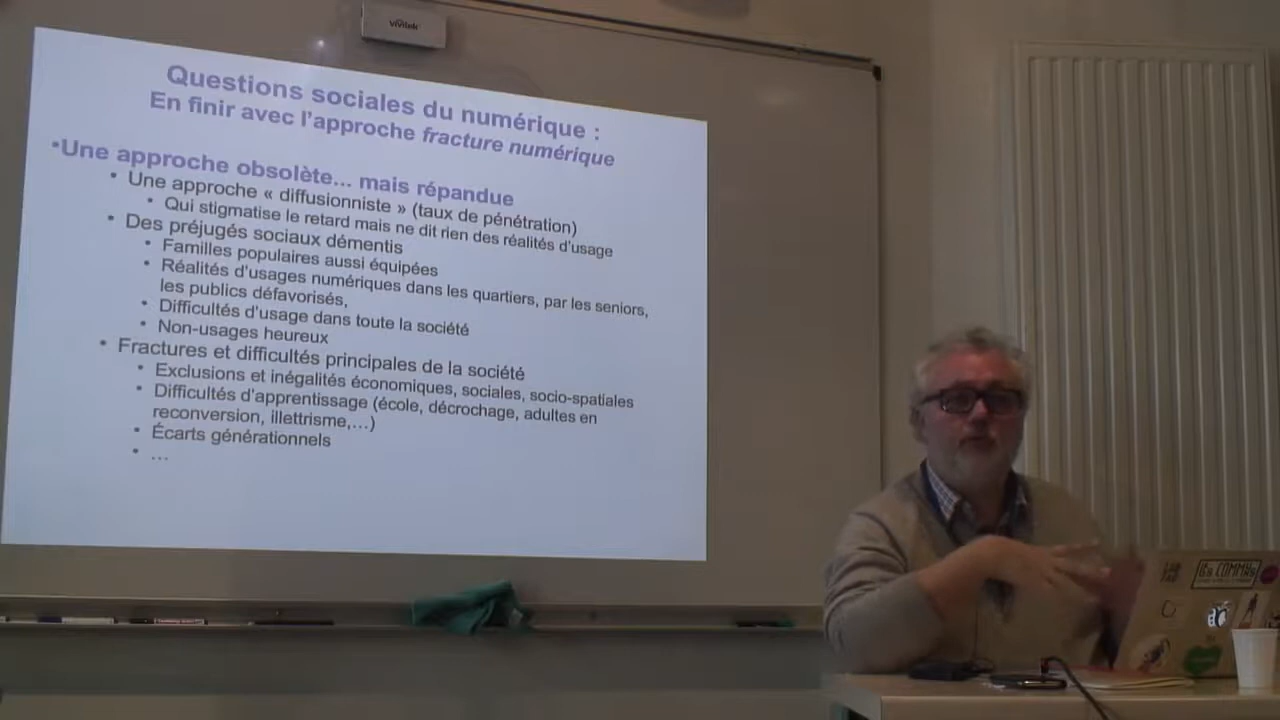 vivitek
Questions sociales du numérique :
En finir avec l'approche fracture numérique
•Une approche obsolète... mais répandue
• Une approche « diffusionniste » (taux de pénétration)
• Qui stigmatise le retard mais ne dit rien des réalités d'usage
• Des préjugés sociaux démentis
• Familles populaires aussi équipées
• Réalités d'usages numériques dans les quartiers, par les seniors,
les publics défavorisés,
• Difficultés d'usage dans toute la société
• Non-usages heureux
• Fractures et difficultés principales de la société
• Exclusions et inégalités économiques, sociales, socio-spatiales
• Difficultés d'apprentissage (école, décrochage, adultes en
reconversion, illettrisme,...)
• Écarts générationnels
• ...